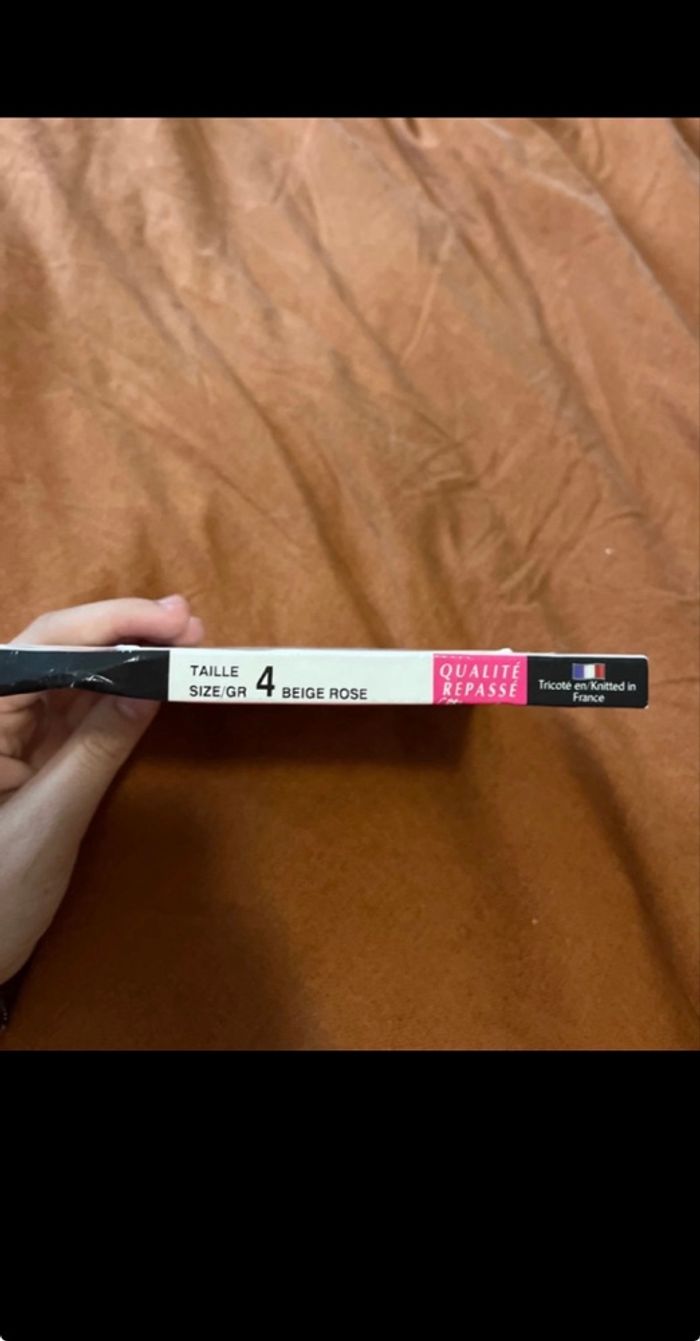 TAILLE
SIZE/GR 4 BEIGE ROSE
QUALITÉ
REPASSÉ
Tricoté en/Knitted in
France